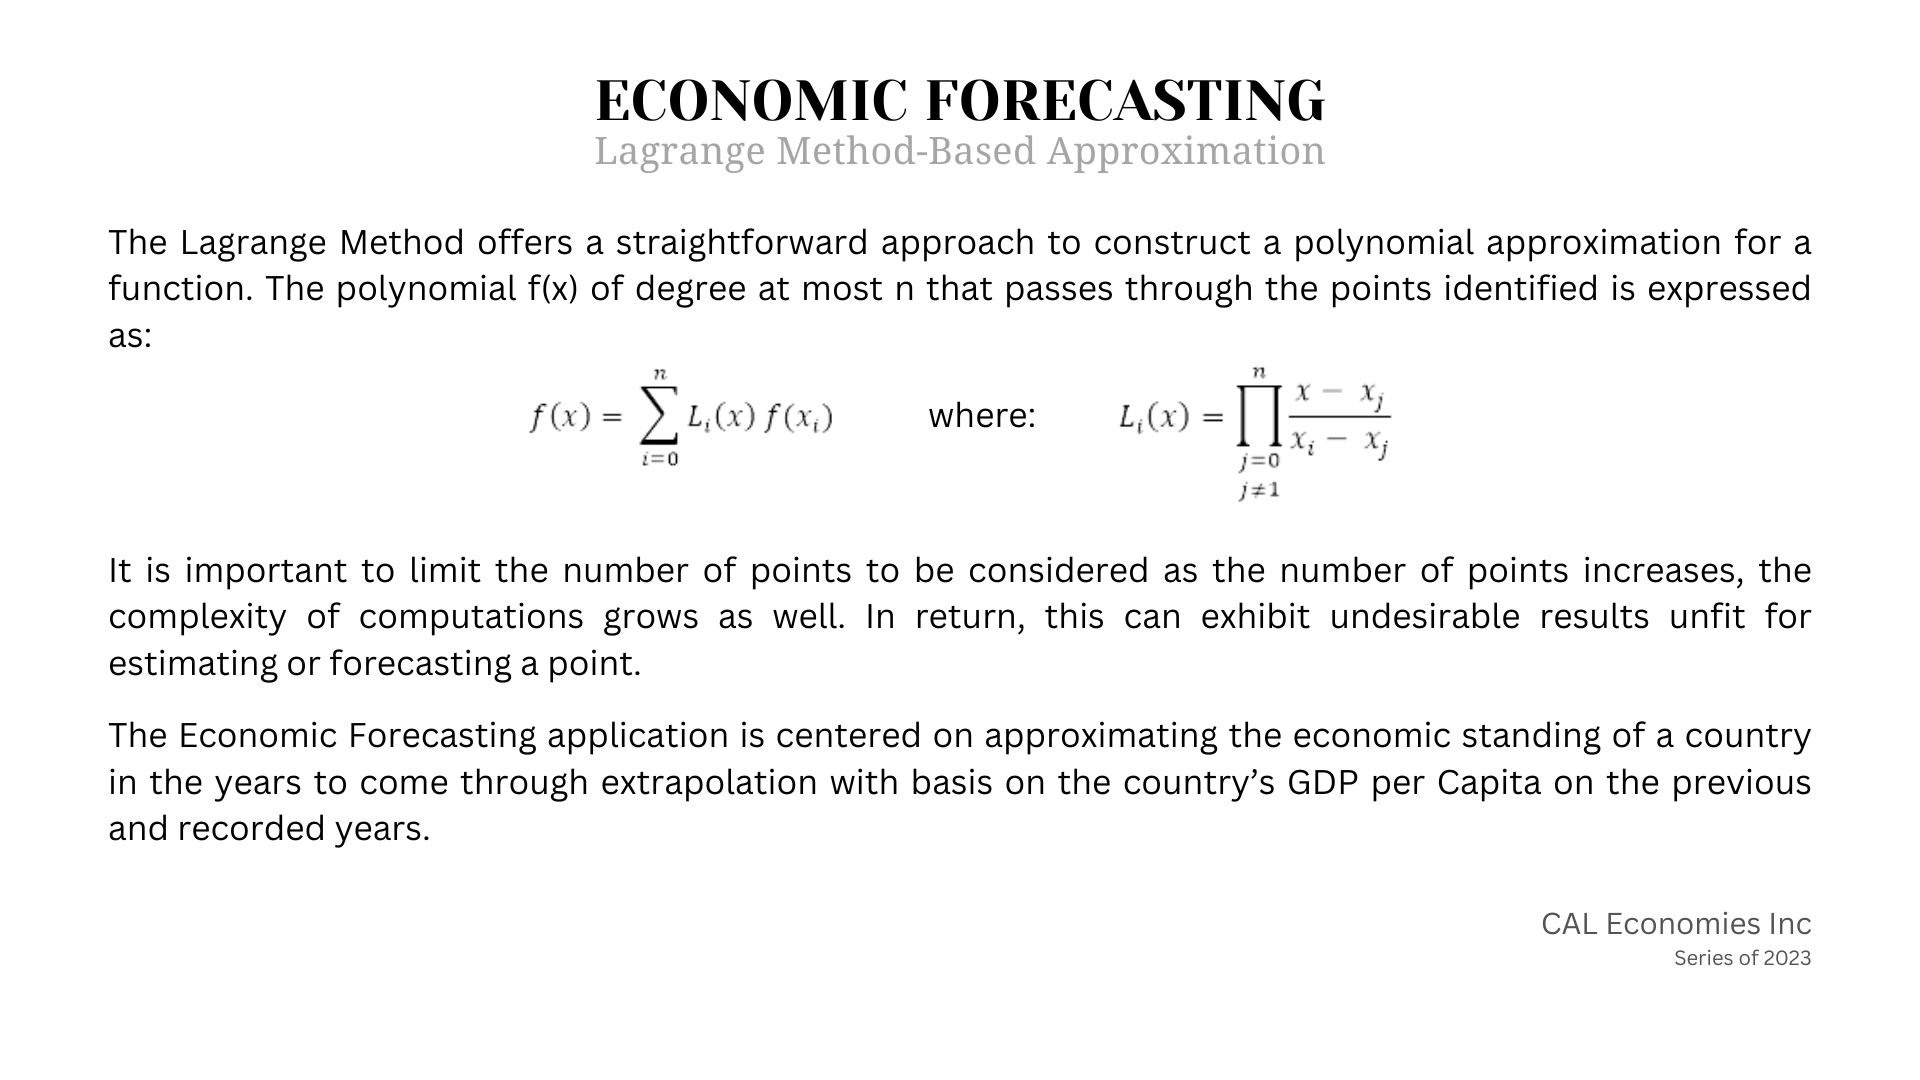 ECONOMIC FORECASTING
Lagrange Method-Based Approximation
The Lagrange Method offers a straightforward approach to construct a polynomial approximation for a
function. The polynomial f(x) of degree at most n that passes through the points identified is expressed
as:
f(x) = ∑_{i=0}^{n} L_i(x) f(x_i) where: L_i(x) = ∏_{j=0, j≠1}^{n} (x − x_j)/(x_i − x_j)
It is important to limit the number of points to be considered as the number of points increases, the
complexity of computations grows as well. In return, this can exhibit undesirable results unfit for
estimating or forecasting a point.
The Economic Forecasting application is centered on approximating the economic standing of a country
in the years to come through extrapolation with basis on the country’s GDP per Capita on the previous
and recorded years.
CAL Economies Inc
Series of 2023